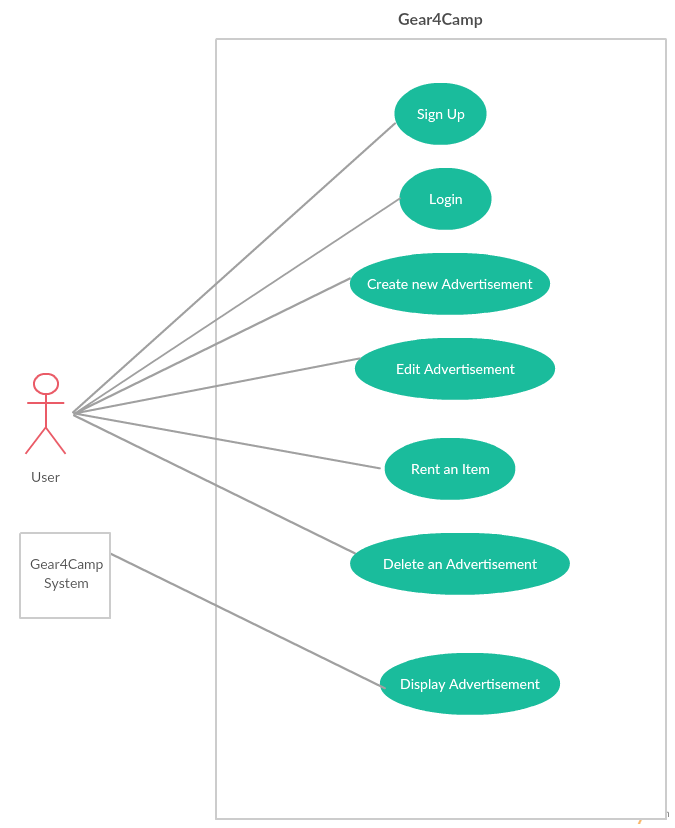 Gear4Camp
Sign Up
Login
Create new Advertisement
Edit Advertisement
Rent an Item
User
Delete an Advertisement
Gear4Camp
System
Display Advertisement